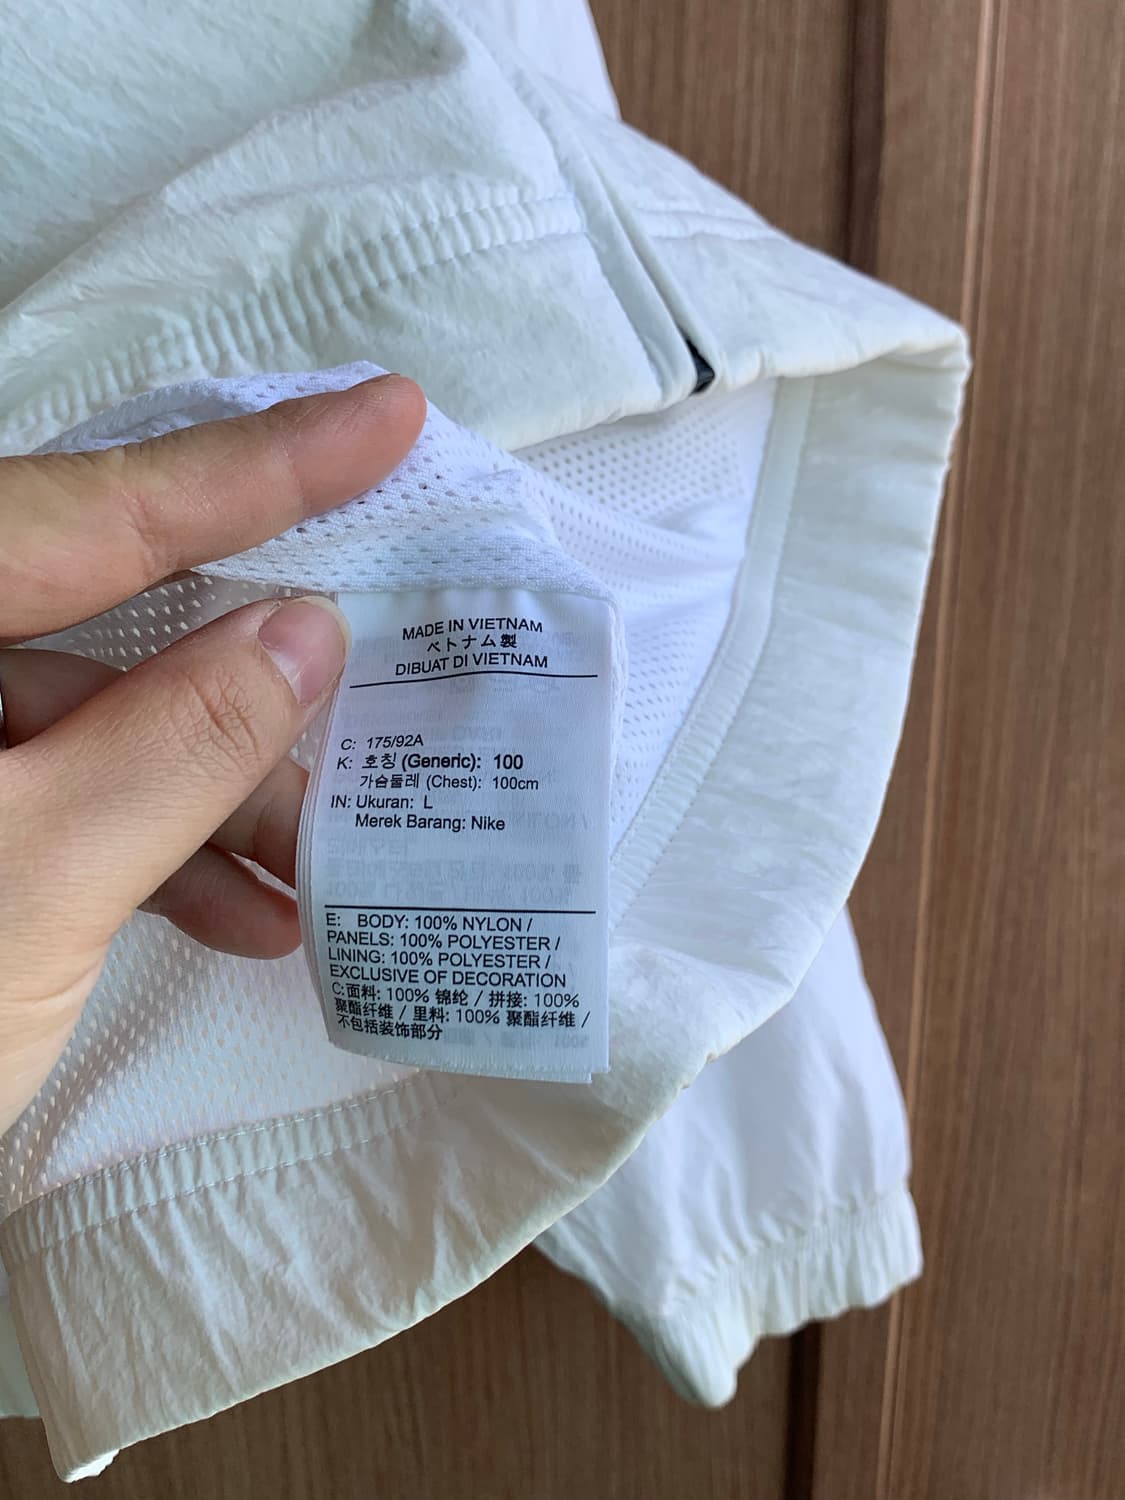 MADE IN VIETNAM
ベトナム製
DIBUAT DI VIETNAM
C: 175/92A
K: 호칭 (Generic): 100
가슴둘레 (Chest): 100cm
IN: Ukuran: L
Merek Barang: Nike
E: BODY: 100% NYLON /
PANELS: 100% POLYESTER /
LINING: 100% POLYESTER /
EXCLUSIVE OF DECORATION
C:面料: 100% 锦纶 / 拼接: 100%
聚酯纤维 / 里料: 100% 聚酯纤维 /
不包括装饰部分